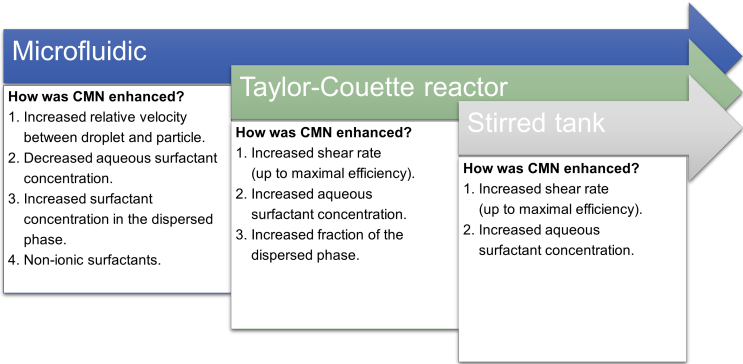 Microfluidic
How was CMN enhanced?
1. Increased relative velocity
between droplet and particle.
2. Decreased aqueous surfactant
concentration.
3. Increased surfactant
concentration in the dispersed
phase.
4. Non-ionic surfactants.
Taylor-Couette reactor
How was CMN enhanced?
1. Increased shear rate
(up to maximal efficiency).
2. Increased aqueous
surfactant concentration.
3. Increased fraction of the
dispersed phase.
Stirred tank
How was CMN enhanced?
1. Increased shear rate
(up to maximal efficiency).
2. Increased aqueous
surfactant concentration.